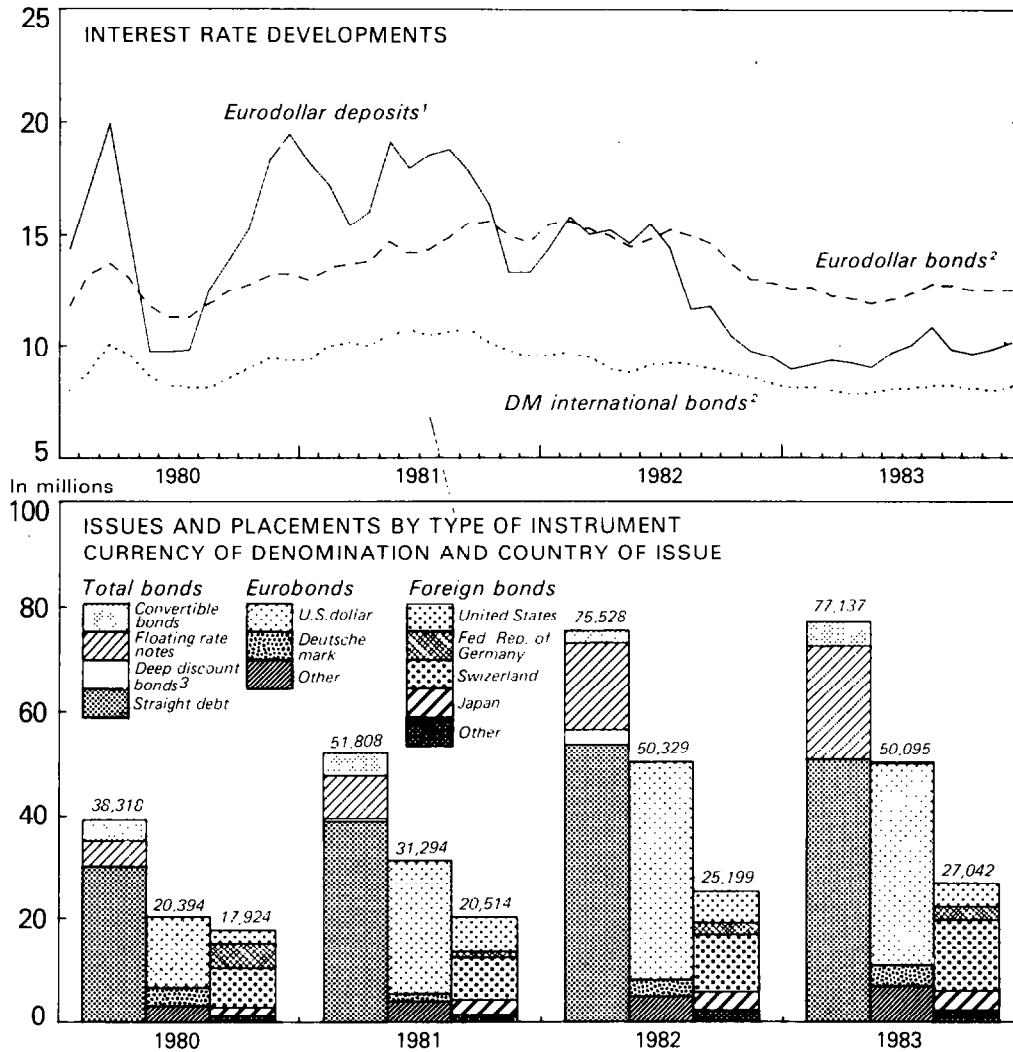 25
INTEREST RATE DEVELOPMENTS
Eurodollar deposits¹
20
15
Eurodollar bonds²
10
DM international bonds²
5
1980 1981 1982 1983
In millions
100
ISSUES AND PLACEMENTS BY TYPE OF INSTRUMENT
CURRENCY OF DENOMINATION AND COUNTRY OF ISSUE
Total bonds
Convertible
bonds
Floating rate
notes
Deep discount
bonds³
Straight debt
Eurobonds
U.S. dollar
Deutsche
mark
Other
Foreign bonds
United States
Fed. Rep. of
Germany
Swizerland
Japan
Other
80
60
40
20
0
38,318
20,394
17,924
51,808
31,294
20,514
75,528
50,329
25,199
77,137
50,095
27,042
1980 1981 1982 1983